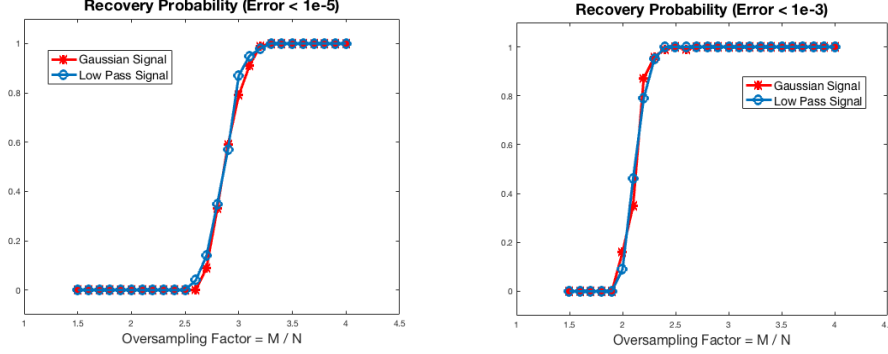 Recovery Probability (Error < 1e-5)
1
0.8
0.6
0.4
0.2
0
Gaussian Signal
Low Pass Signal
1 1.5 2 2.5 3 3.5 4 4.5
Oversampling Factor = M / N
Recovery Probability (Error < 1e-3)
1
0.8
0.6
0.4
0.2
0
Gaussian Signal
Low Pass Signal
1 1.5 2 2.5 3 3.5 4
Oversampling Factor = M / N